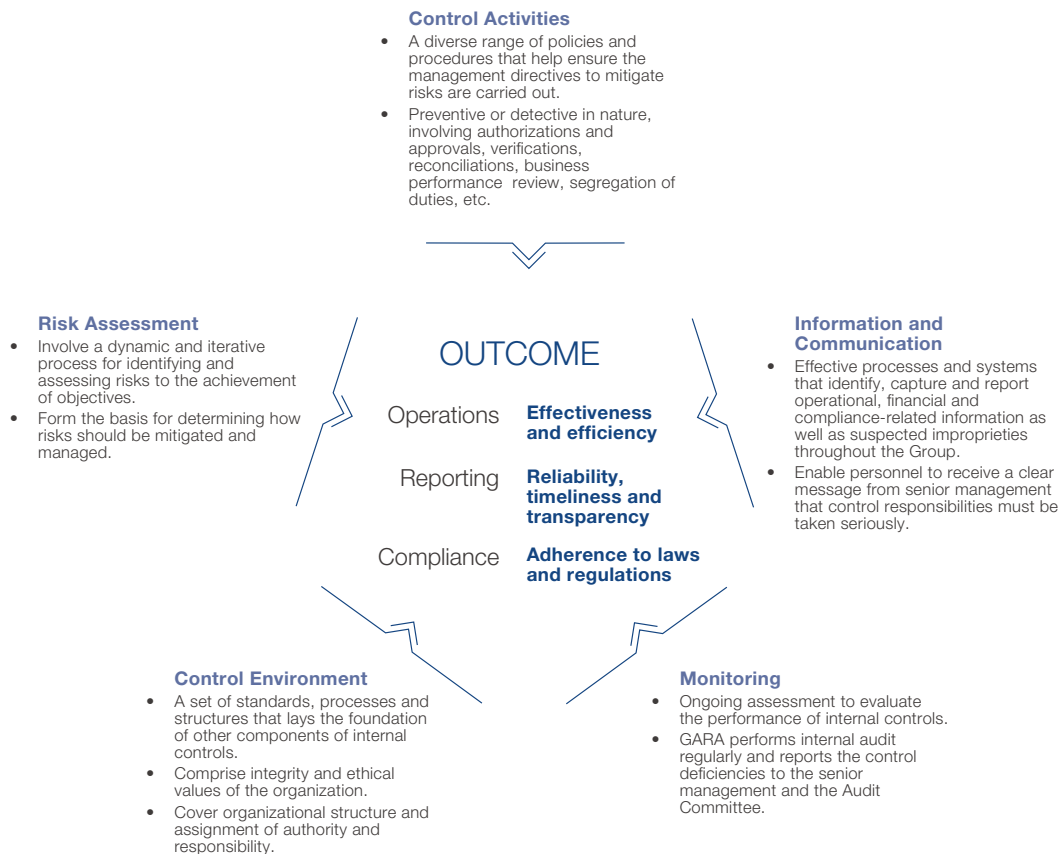 Control Activities
• A diverse range of policies and
procedures that help ensure the
management directives to mitigate
risks are carried out.
• Preventive or detective in nature,
involving authorizations and
approvals, verifications,
reconciliations, business
performance review, segregation of
duties, etc.
Risk Assessment
• Involve a dynamic and iterative
process for identifying and
assessing risks to the achievement
of objectives.
• Form the basis for determining how
risks should be mitigated and
managed.
OUTCOME
Operations Effectiveness
and efficiency
Reporting Reliability,
timeliness and
transparency
Compliance Adherence to laws
and regulations
Information and
Communication
• Effective processes and systems
that identify, capture and report
operational, financial and
compliance-related information as
well as suspected improprieties
throughout the Group.
• Enable personnel to receive a clear
message from senior management
that control responsibilities must be
taken seriously.
Control Environment
• A set of standards, processes and
structures that lays the foundation
of other components of internal
controls.
• Comprise integrity and ethical
values of the organization.
• Cover organizational structure and
assignment of authority and
responsibility.
Monitoring
• Ongoing assessment to evaluate
the performance of internal controls.
• GARA performs internal audit
regularly and reports the control
deficiencies to the senior
management and the Audit
Committee.